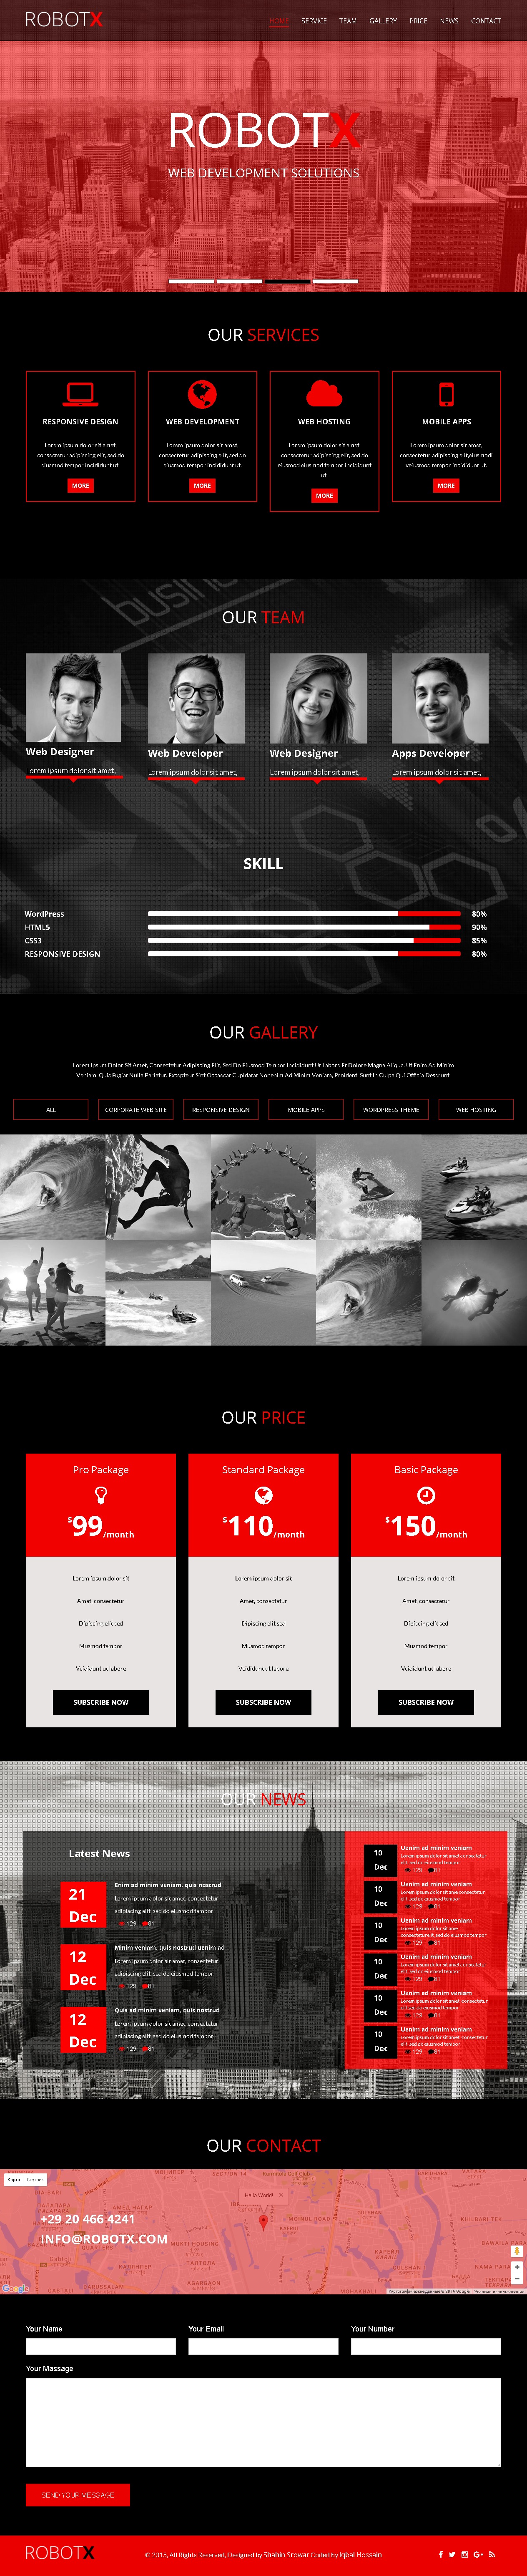 ROBOTX
HOME SERVICE TEAM GALLERY PRICE NEWS CONTACT
ROBOTX
WEB DEVELOPMENT SOLUTIONS
OUR SERVICES
RESPONSIVE DESIGN
Lorem ipsum dolor sit amet,
consectetur adipiscing elit, sed do
eiusmod tempor incididunt ut.
MORE
WEB DEVELOPMENT
Lorem ipsum dolor sit amet,
consectetur adipiscing elit, sed do
eiusmod tempor incididunt ut.
MORE
WEB HOSTING
Lorem ipsum dolor sit amet,
consectetur adipiscing elit, sed do
eiusmod eiusmod tempor incididunt
ut.
MORE
MOBILE APPS
Lorem ipsum dolor sit amet,
consectetur adipiscing elit,eiusmodi
veiusmod tempor incididunt ut.
MORE
OUR TEAM
Web Designer
Lorem ipsum dolor sit amet,
Web Developer
Lorem ipsum dolor sit amet,
Web Designer
Lorem ipsum dolor sit amet,
Apps Developer
Lorem ipsum dolor sit amet,
SKILL
WordPress 80%
HTML5 90%
CSS3 85%
RESPONSIVE DESIGN 80%
OUR GALLERY
Lorem Ipsum Dolor Sit Amet, Consectetur Adipiscing Elit, Sed Do Eiusmod Tempor Incididunt Ut Labore Et Dolore Magna Aliqua. Ut Enim Ad Minim
Veniam, Quis Fugiat Nulla Pariatur. Excepteur Sint Occaecat Cupidatat Nonenim Ad Minim Veniam, Proident, Sunt In Culpa Qui Officia Deserunt.
ALL
CORPORATE WEB SITE
RESPONSIVE DESIGN
MOBILE APPS
WORDPRESS THEME
WEB HOSTING
OUR PRICE
Pro Package
$99/month
Lorem ipsum dolor sit
Amet, consectetur
Dipiscing elit sed
Musmod tempor
Vcididunt ut labore
SUBSCRIBE NOW
Standard Package
$110/month
Lorem ipsum dolor sit
Amet, consectetur
Dipiscing elit sed
Musmod tempor
Vcididunt ut labore
SUBSCRIBE NOW
Basic Package
$150/month
Lorem ipsum dolor sit
Amet, consectetur
Dipiscing elit sed
Musmod tempor
Vcididunt ut labore
SUBSCRIBE NOW
OUR NEWS
Latest News
21
Dec
Enim ad minim veniam, quis nostrud
Lorem ipsum dolor sit amet, consectetur
adipiscing elit, sed do eiusmod tempor
129 81
12
Dec
Minim veniam, quis nostrud uenim ad
Lorem ipsum dolor sit amet, consectetur
adipiscing elit, sed do eiusmod tempor
129 81
12
Dec
Quis ad minim veniam, quis nostrud
Lorem ipsum dolor sit amet, consectetur
adipiscing elit, sed do eiusmod tempor
129 81
10
Dec
Uenim ad minim veniam
Lorem ipsum dolor sit amet consectetur
elit, sed do eiusmod tempor
129 81
10
Dec
Uenim ad minim veniam
Lorem ipsum dolor sit ame consectetur
elit, sed do eiusmod tempor
129 81
10
Dec
Uenim ad minim veniam
Lorem ipsum dolor sit ame,
consecteturelit, sed do eiusmod tempor
129 81
10
Dec
Uenim ad minim veniam
Lorem ipsum dolor sit amet consectetur
elit, sed do eiusmod tempor
129 81
10
Dec
Uenim ad minim veniam
Lorem ipsum dolor sit amet, consectetur
elit sed do eiusmod tempor
129 81
10
Dec
Uenim ad minim veniam
Lorem ipsum dolor sit amet, consectetur
elit, sed do eiusmod tempor
129 81
OUR CONTACT
Карта Спутник
Hello World!
+29 20 466 4241
INFO@ROBOTX.COM
Google
Your Name
Your Email
Your Number
Your Massage
SEND YOUR MESSAGE
ROBOTX
© 2015, All Rights Reserved, Designed by Shahin Srowar Coded by Iqbal Hossain